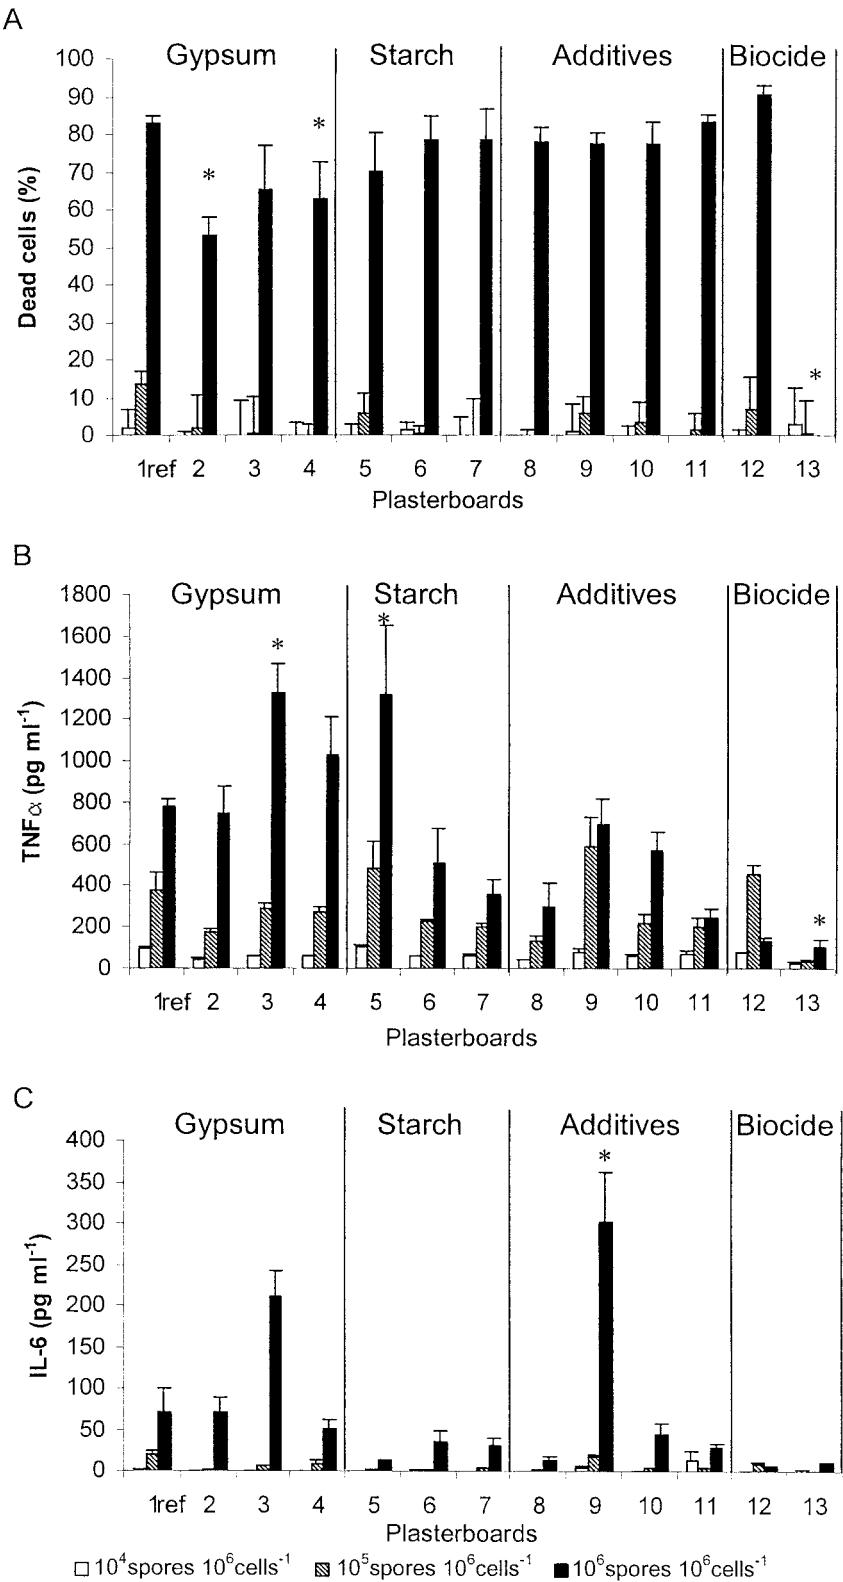 A
Gypsum Starch Additives Biocide
100
90
80
70
60
50
40
30
20
10
0
Dead cells (%)
* * *
1ref 2 3 4 5 6 7 8 9 10 11 12 13
Plasterboards
B
Gypsum Starch Additives Biocide
1800
1600
1400
1200
1000
800
600
400
200
0
TNFα (pg ml⁻¹)
* * *
1ref 2 3 4 5 6 7 8 9 10 11 12 13
Plasterboards
C
Gypsum Starch Additives Biocide
400
350
300
250
200
150
100
50
0
IL-6 (pg ml⁻¹)
*
1ref 2 3 4 5 6 7 8 9 10 11 12 13
Plasterboards
10⁴spores 10⁶cells⁻¹ 10⁵spores 10⁶cells⁻¹ 10⁶spores 10⁶cells⁻¹